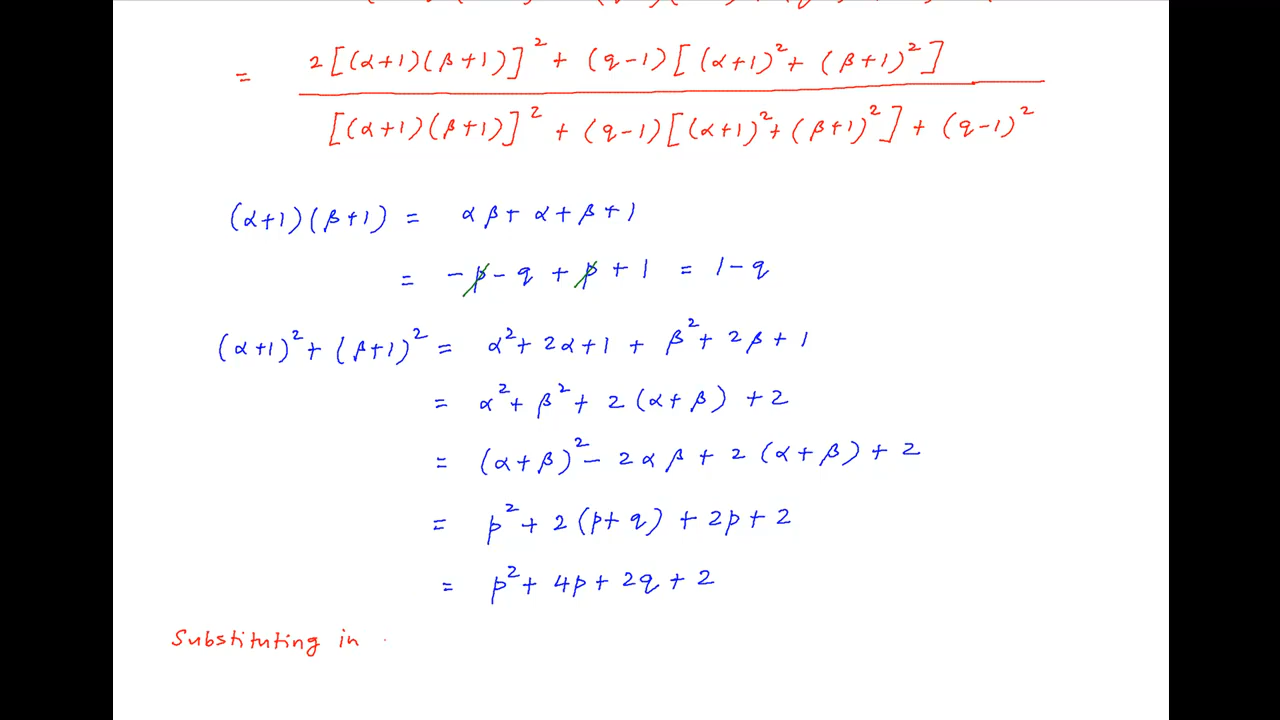 = 2[(α+1)(β+1)]² + (q-1)[(α+1)² + (β+1)²]
[(α+1)(β+1)]² + (q-1)[(α+1)² + (β+1)²] + (q-1)²
(α+1)(β+1) = αβ + α + β + 1
= -p - q + p + 1 = 1 - q
(α+1)² + (β+1)² = α² + 2α + 1 + β² + 2β + 1
= α² + β² + 2(α+β) + 2
= (α+β)² - 2αβ + 2(α+β) + 2
= p² + 2(p+q) + 2p + 2
= p² + 4p + 2q + 2
Substituting in